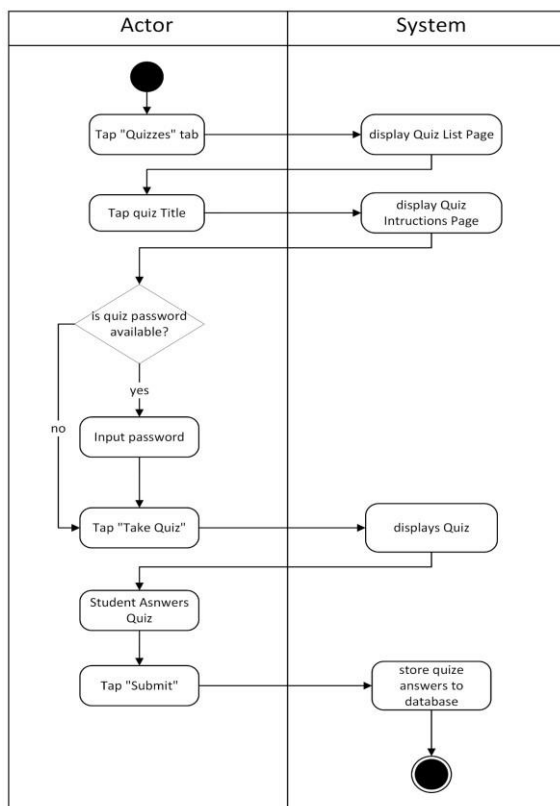 Actor
System
Tap "Quizzes" tab
display Quiz List Page
Tap quiz Title
display Quiz
Intructions Page
is quiz password
available?
yes
no
Input password
Tap "Take Quiz"
displays Quiz
Student Asnwers
Quiz
Tap "Submit"
store quize
answers to
database